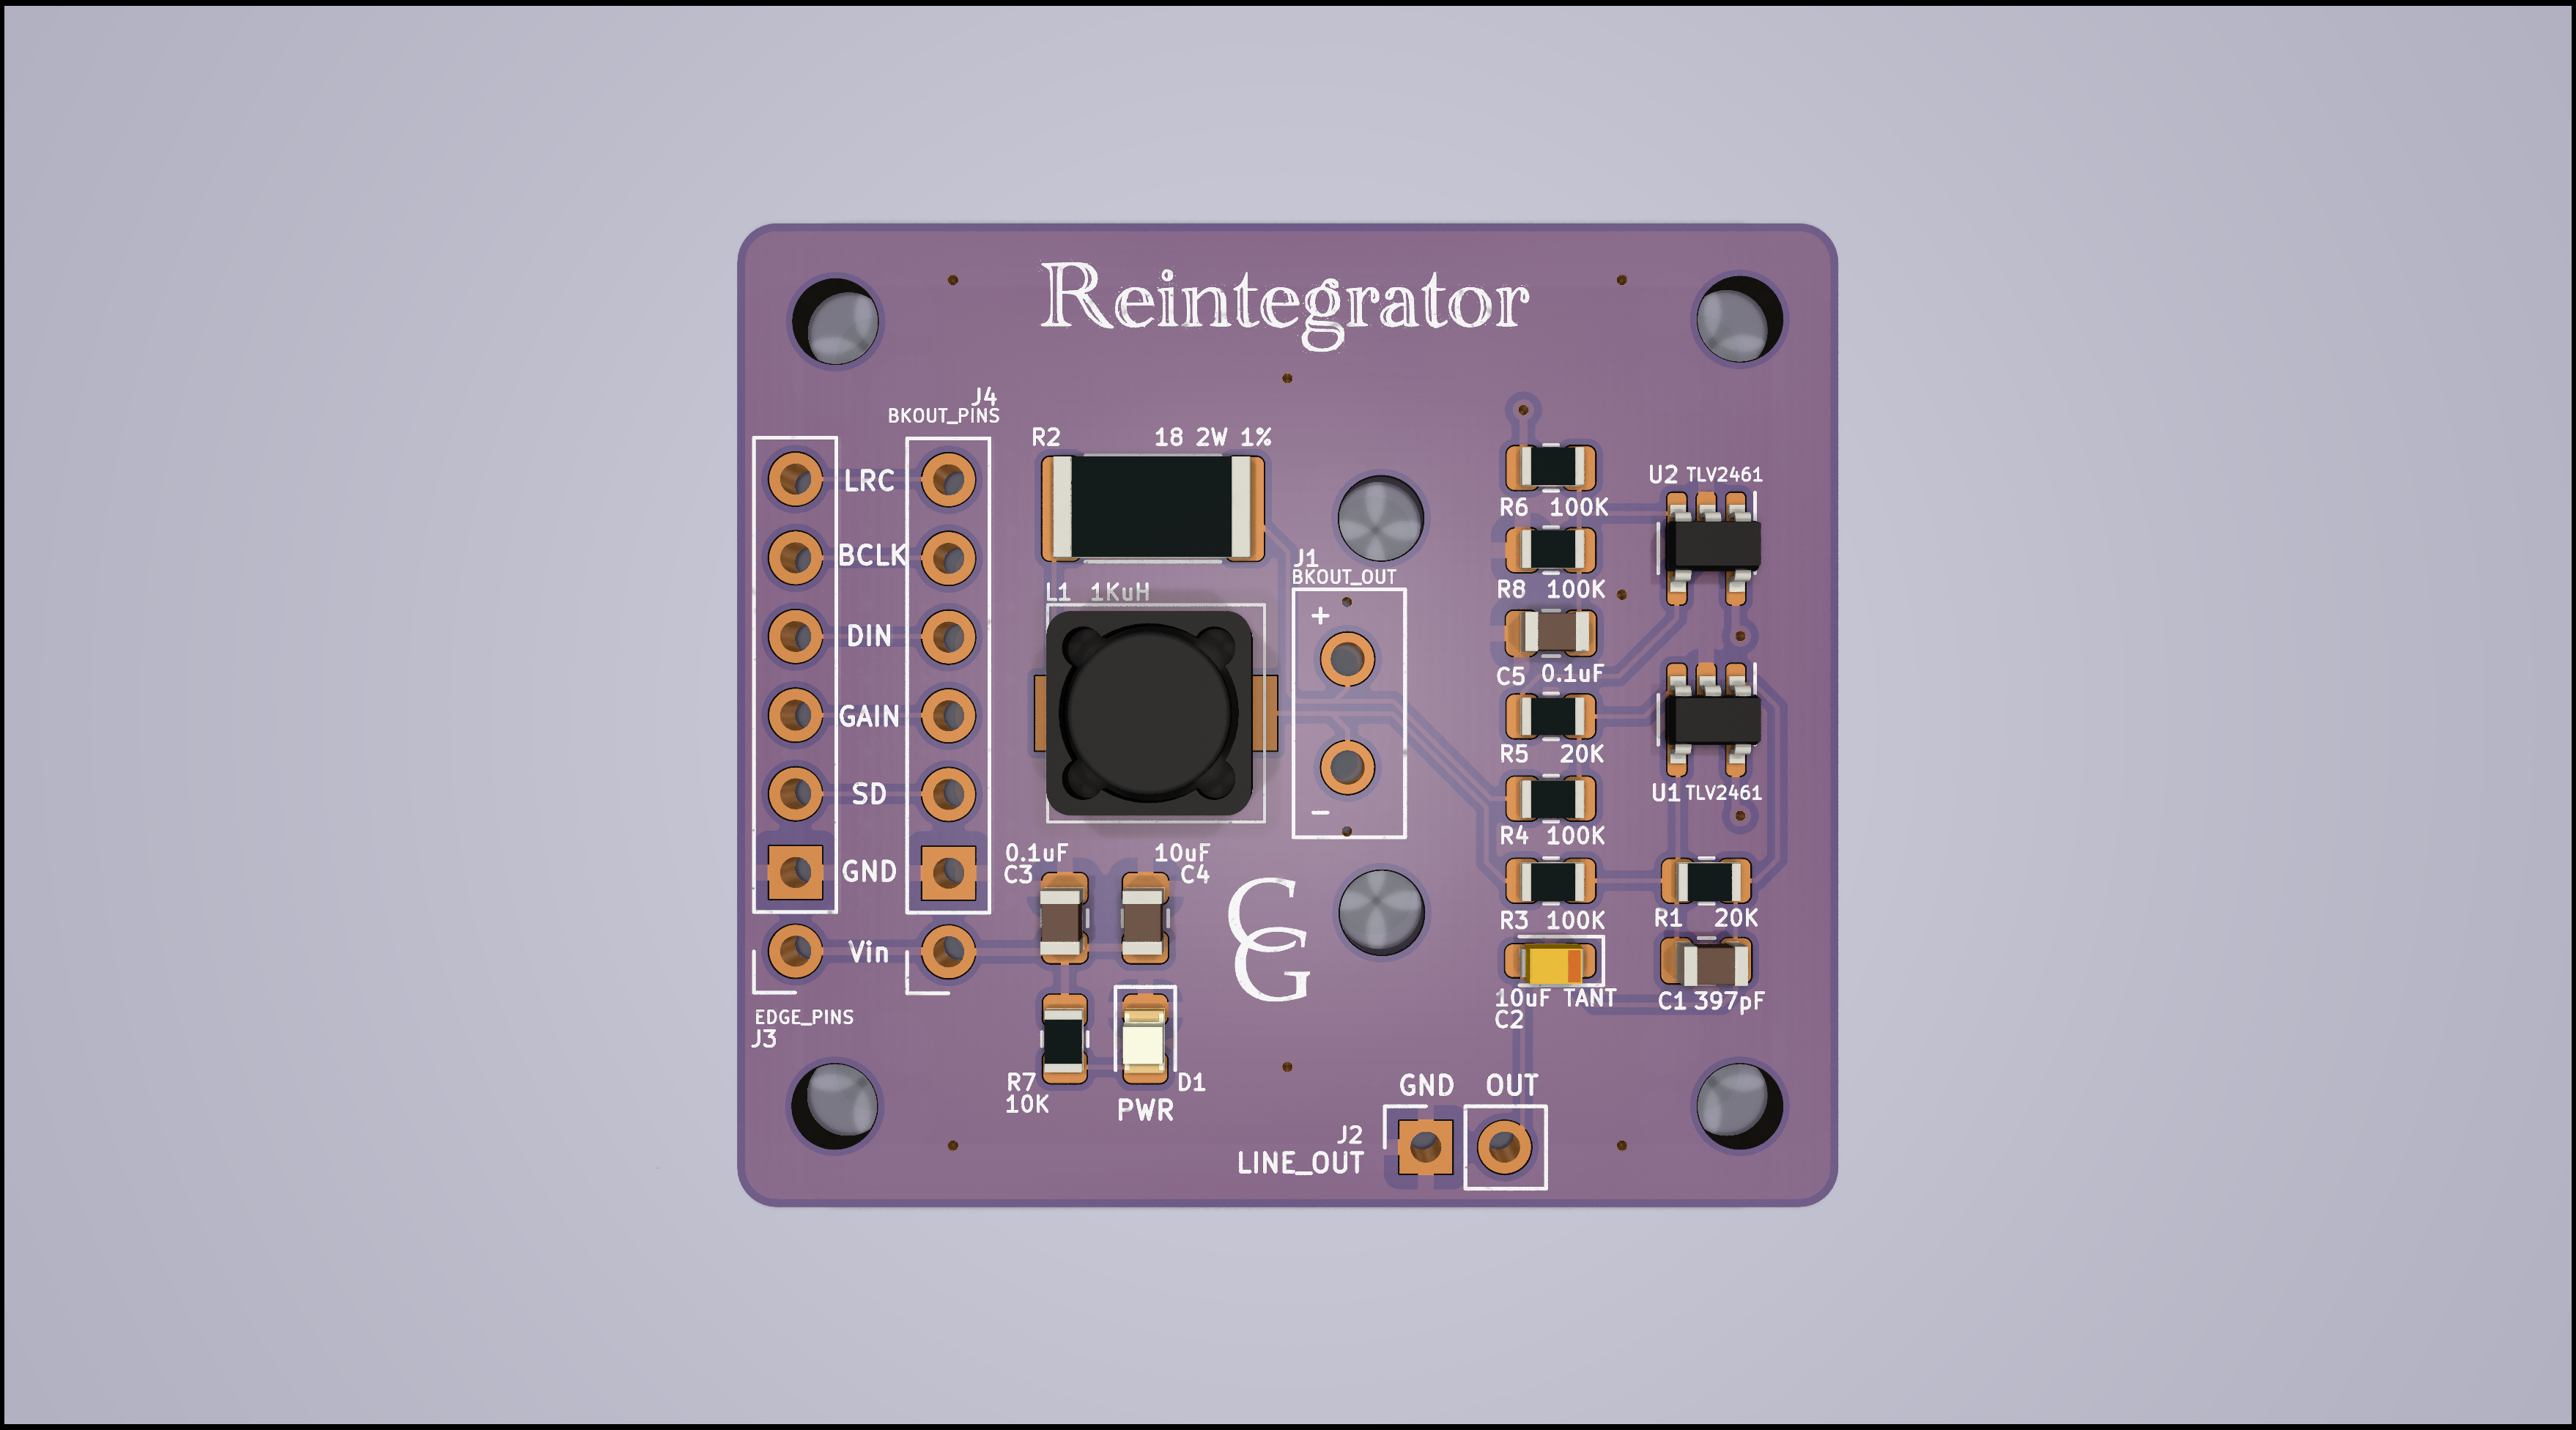 Reintegrator
J4
BKOUT_PINS
LRC
BCLK
DIN
GAIN
SD
GND
Vin
EDGE_PINS
J3
R2 18 2W 1%
L1 1KuH
J1
BKOUT_OUT
+
−
0.1uF
C3
10uF
C4
CG
R7
10K
D1
PWR
R6 100K
R8 100K
C5 0.1uF
R5 20K
R4 100K
R3 100K
10uF TANT
C2
U2 TLV2461
U1 TLV2461
R1 20K
C1 397pF
GND OUT
J2
LINE_OUT